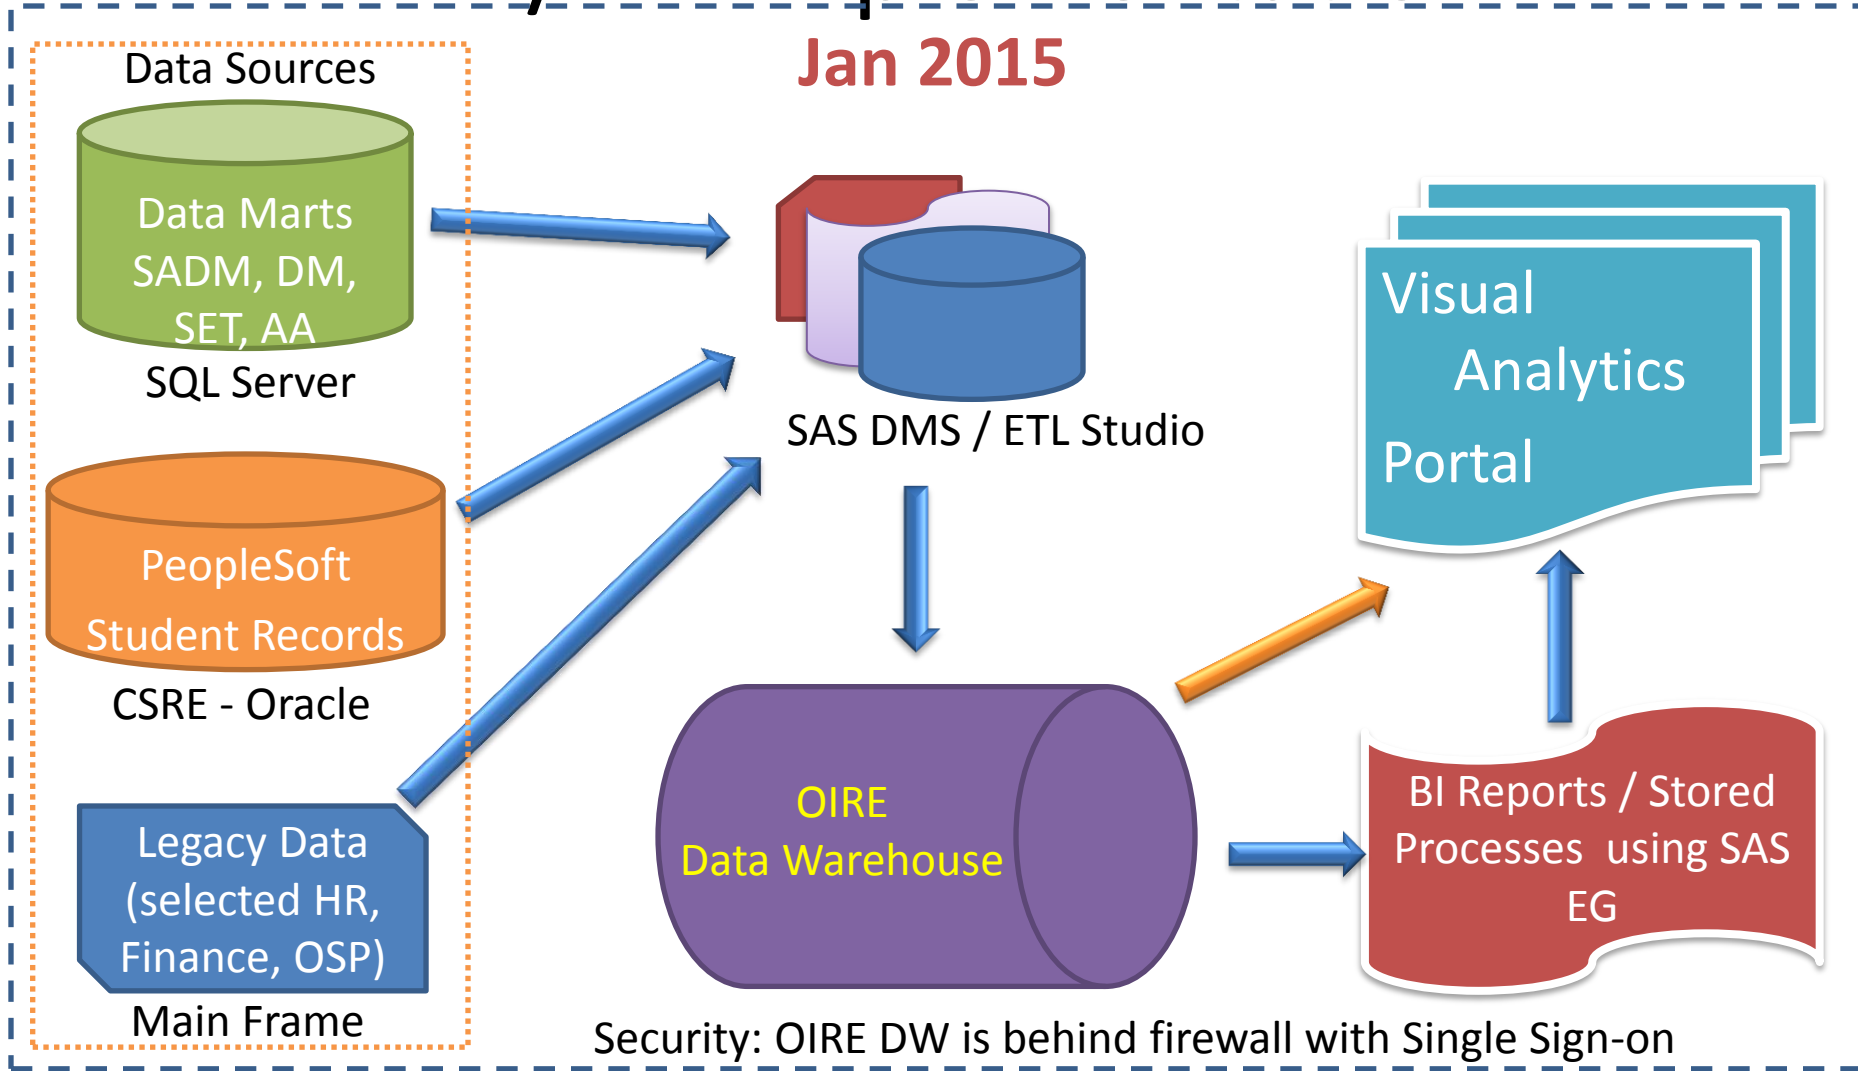 Jan 2015
Data Sources
Data Marts
SADM, DM,
SET, AA
SQL Server
PeopleSoft
Student Records
CSRE - Oracle
Legacy Data
(selected HR,
Finance, OSP)
Main Frame
SAS DMS / ETL Studio
OIRE
Data Warehouse
Visual
Analytics
Portal
BI Reports / Stored
Processes using SAS
EG
Security: OIRE DW is behind firewall with Single Sign-on